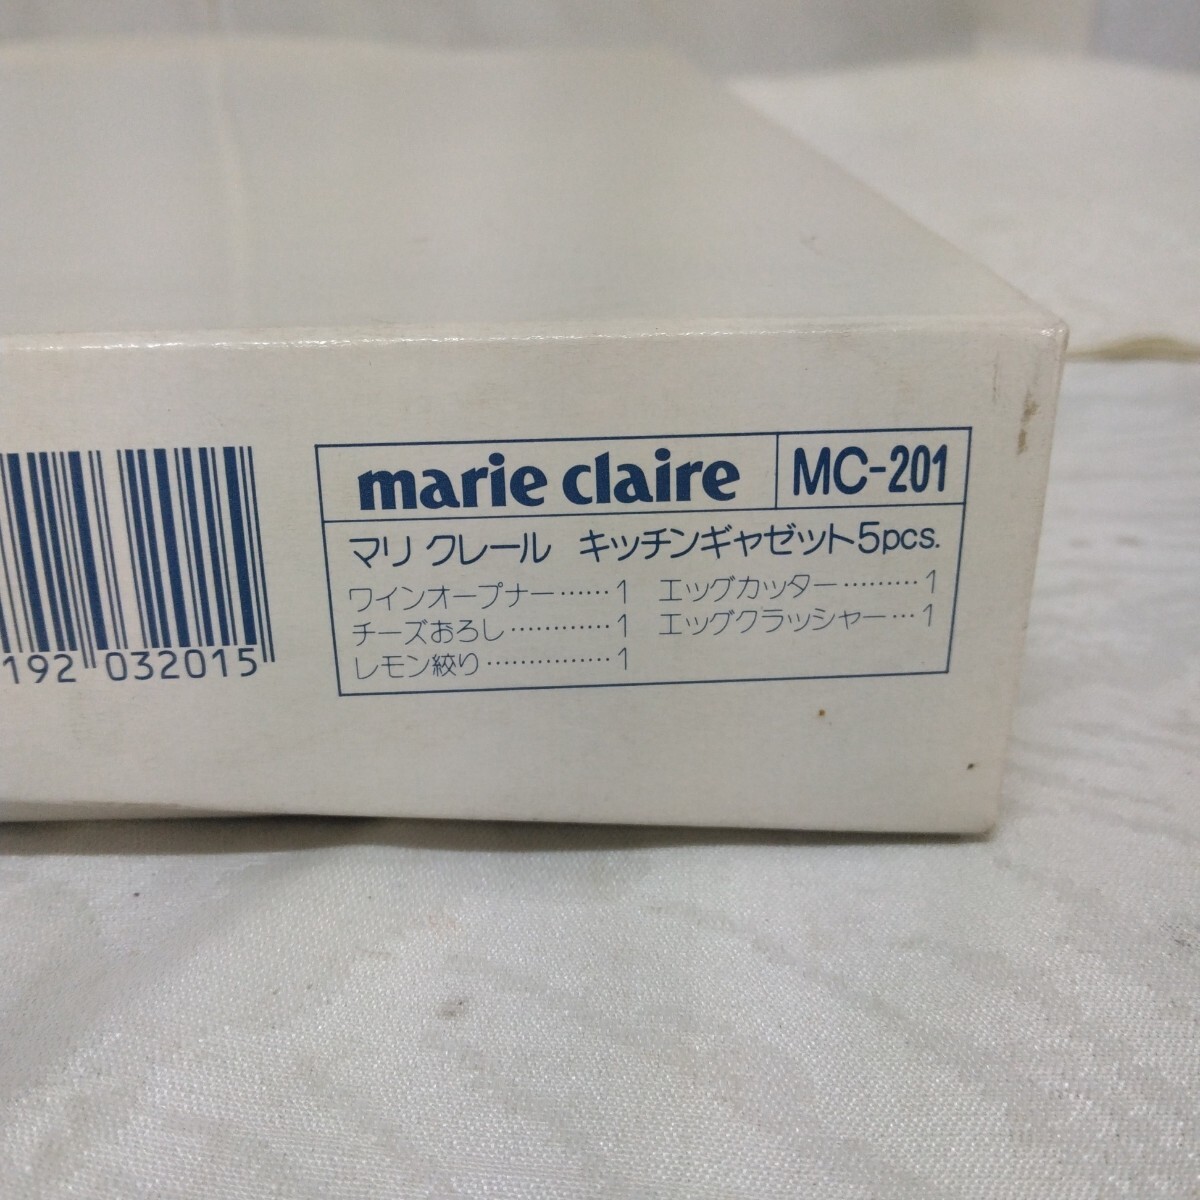 marie claire MC-201
マリ クレール キッチンギャゼット5pcs.
ワインオープナー……1 エッグカッター………1
チーズおろし…………1 エッグクラッシャー…1
レモン絞り……………1
192 032015